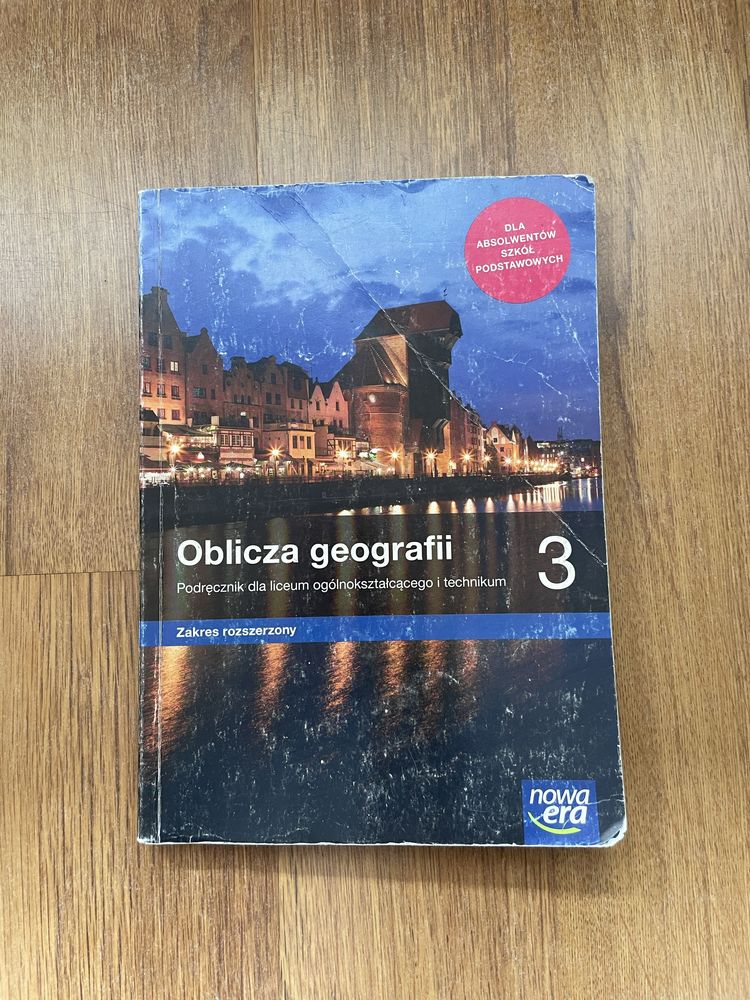 DLA
ABSOLWENTÓW
SZKÓŁ
PODSTAWOWYCH
Oblicza geografii 3
Podręcznik dla liceum ogólnokształcącego i technikum
Zakres rozszerzony
nowa
era